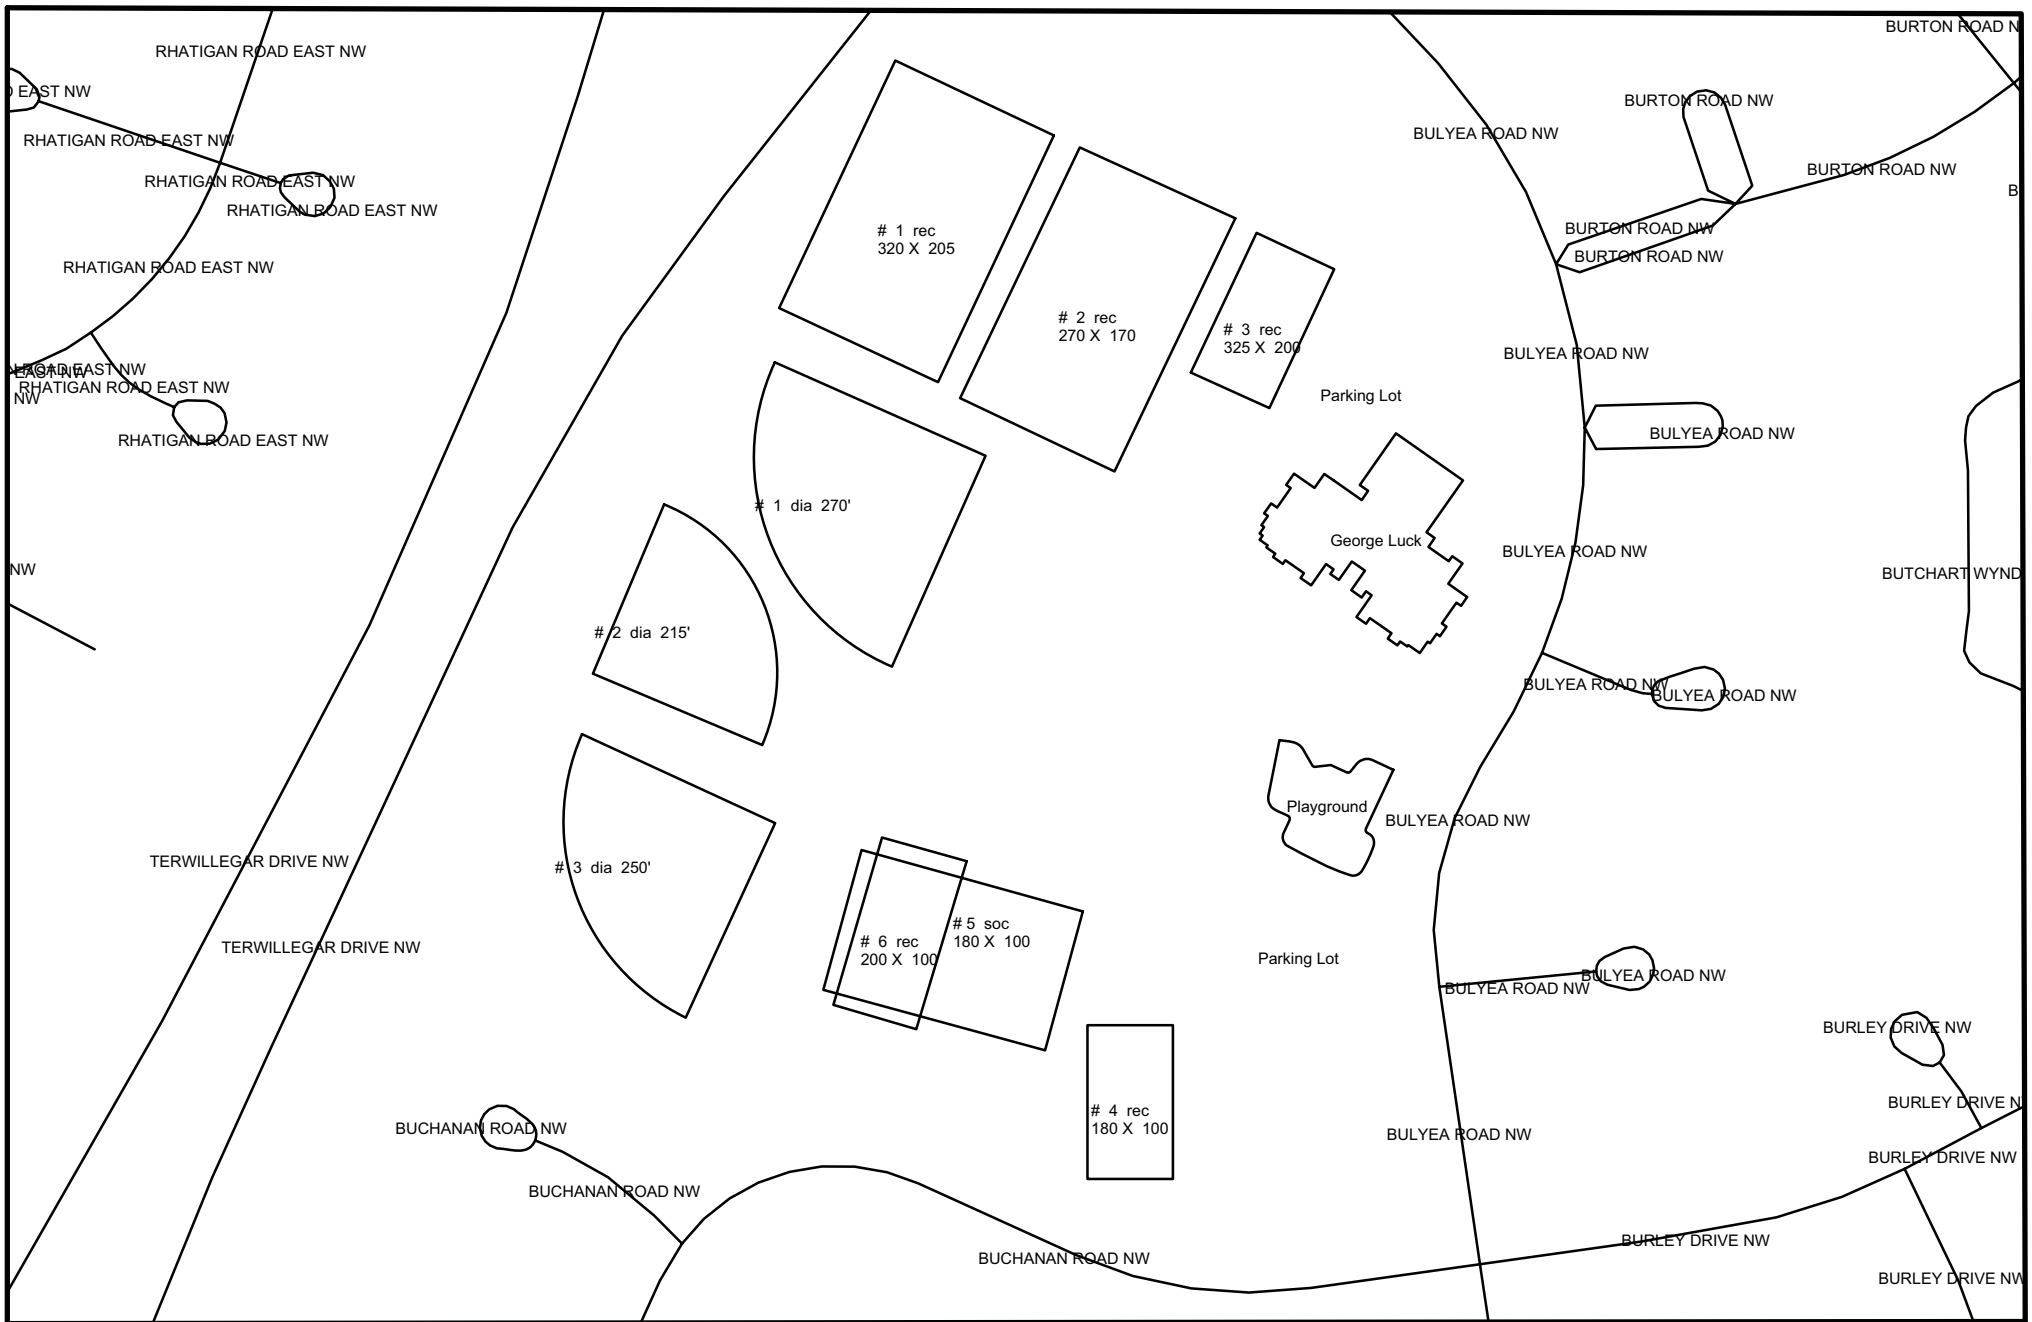 BURTON ROAD N
RHATIGAN ROAD EAST NW
EAST NW
BURTON ROAD NW
BULYEA ROAD NW
RHATIGAN ROAD EAST NW
BURTON ROAD NW
RHATIGAN ROAD EAST NW
B
RHATIGAN ROAD EAST NW
# 1 rec
320 X 205
BURTON ROAD NW
BURTON ROAD NW
RHATIGAN ROAD EAST NW
# 2 rec
270 X 170
# 3 rec
325 X 200
BULYEA ROAD NW
ROAD EAST NW
EAST NW
RHATIGAN ROAD EAST NW
NW
Parking Lot
BULYEA ROAD NW
RHATIGAN ROAD EAST NW
# 1 dia 270'
George Luck
BULYEA ROAD NW
NW
BUTCHART WYND
# 2 dia 215'
BULYEA ROAD NW
BULYEA ROAD NW
Playground
BULYEA ROAD NW
TERWILLEGAR DRIVE NW
# 3 dia 250'
# 5 soc
180 X 100
# 6 rec
200 X 100
TERWILLEGAR DRIVE NW
Parking Lot
BULYEA ROAD NW
BULYEA ROAD NW
BURLEY DRIVE NW
BURLEY DRIVE N
# 4 rec
180 X 100
BUCHANAN ROAD NW
BULYEA ROAD NW
BURLEY DRIVE NW
BUCHANAN ROAD NW
BURLEY DRIVE NW
BUCHANAN ROAD NW
BURLEY DRIVE NW